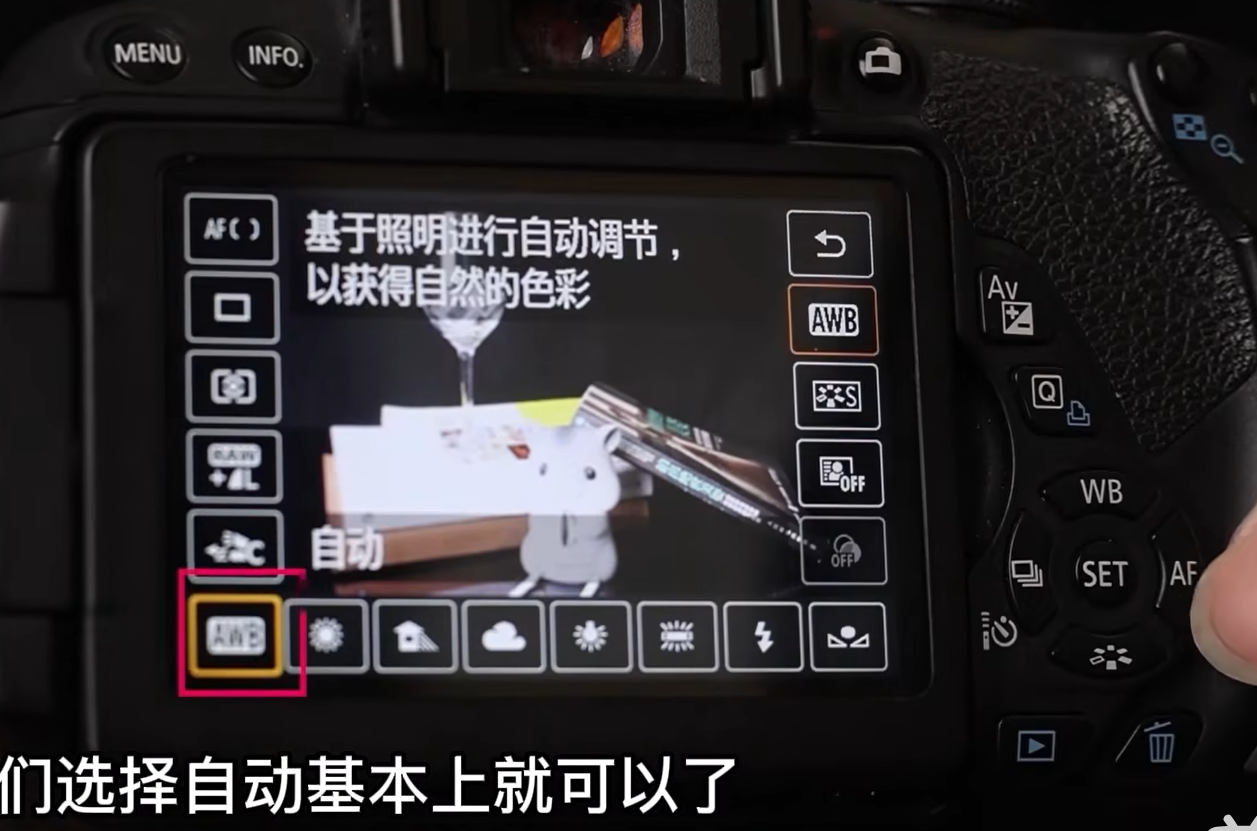 MENU
INFO.
AF( )
基于照明进行自动调节，
以获得自然的色彩
AWB
S
RAW
+L
OFF
C
OFF
自动
AWB
Av
Q
WB
SET
AF
们选择自动基本上就可以了